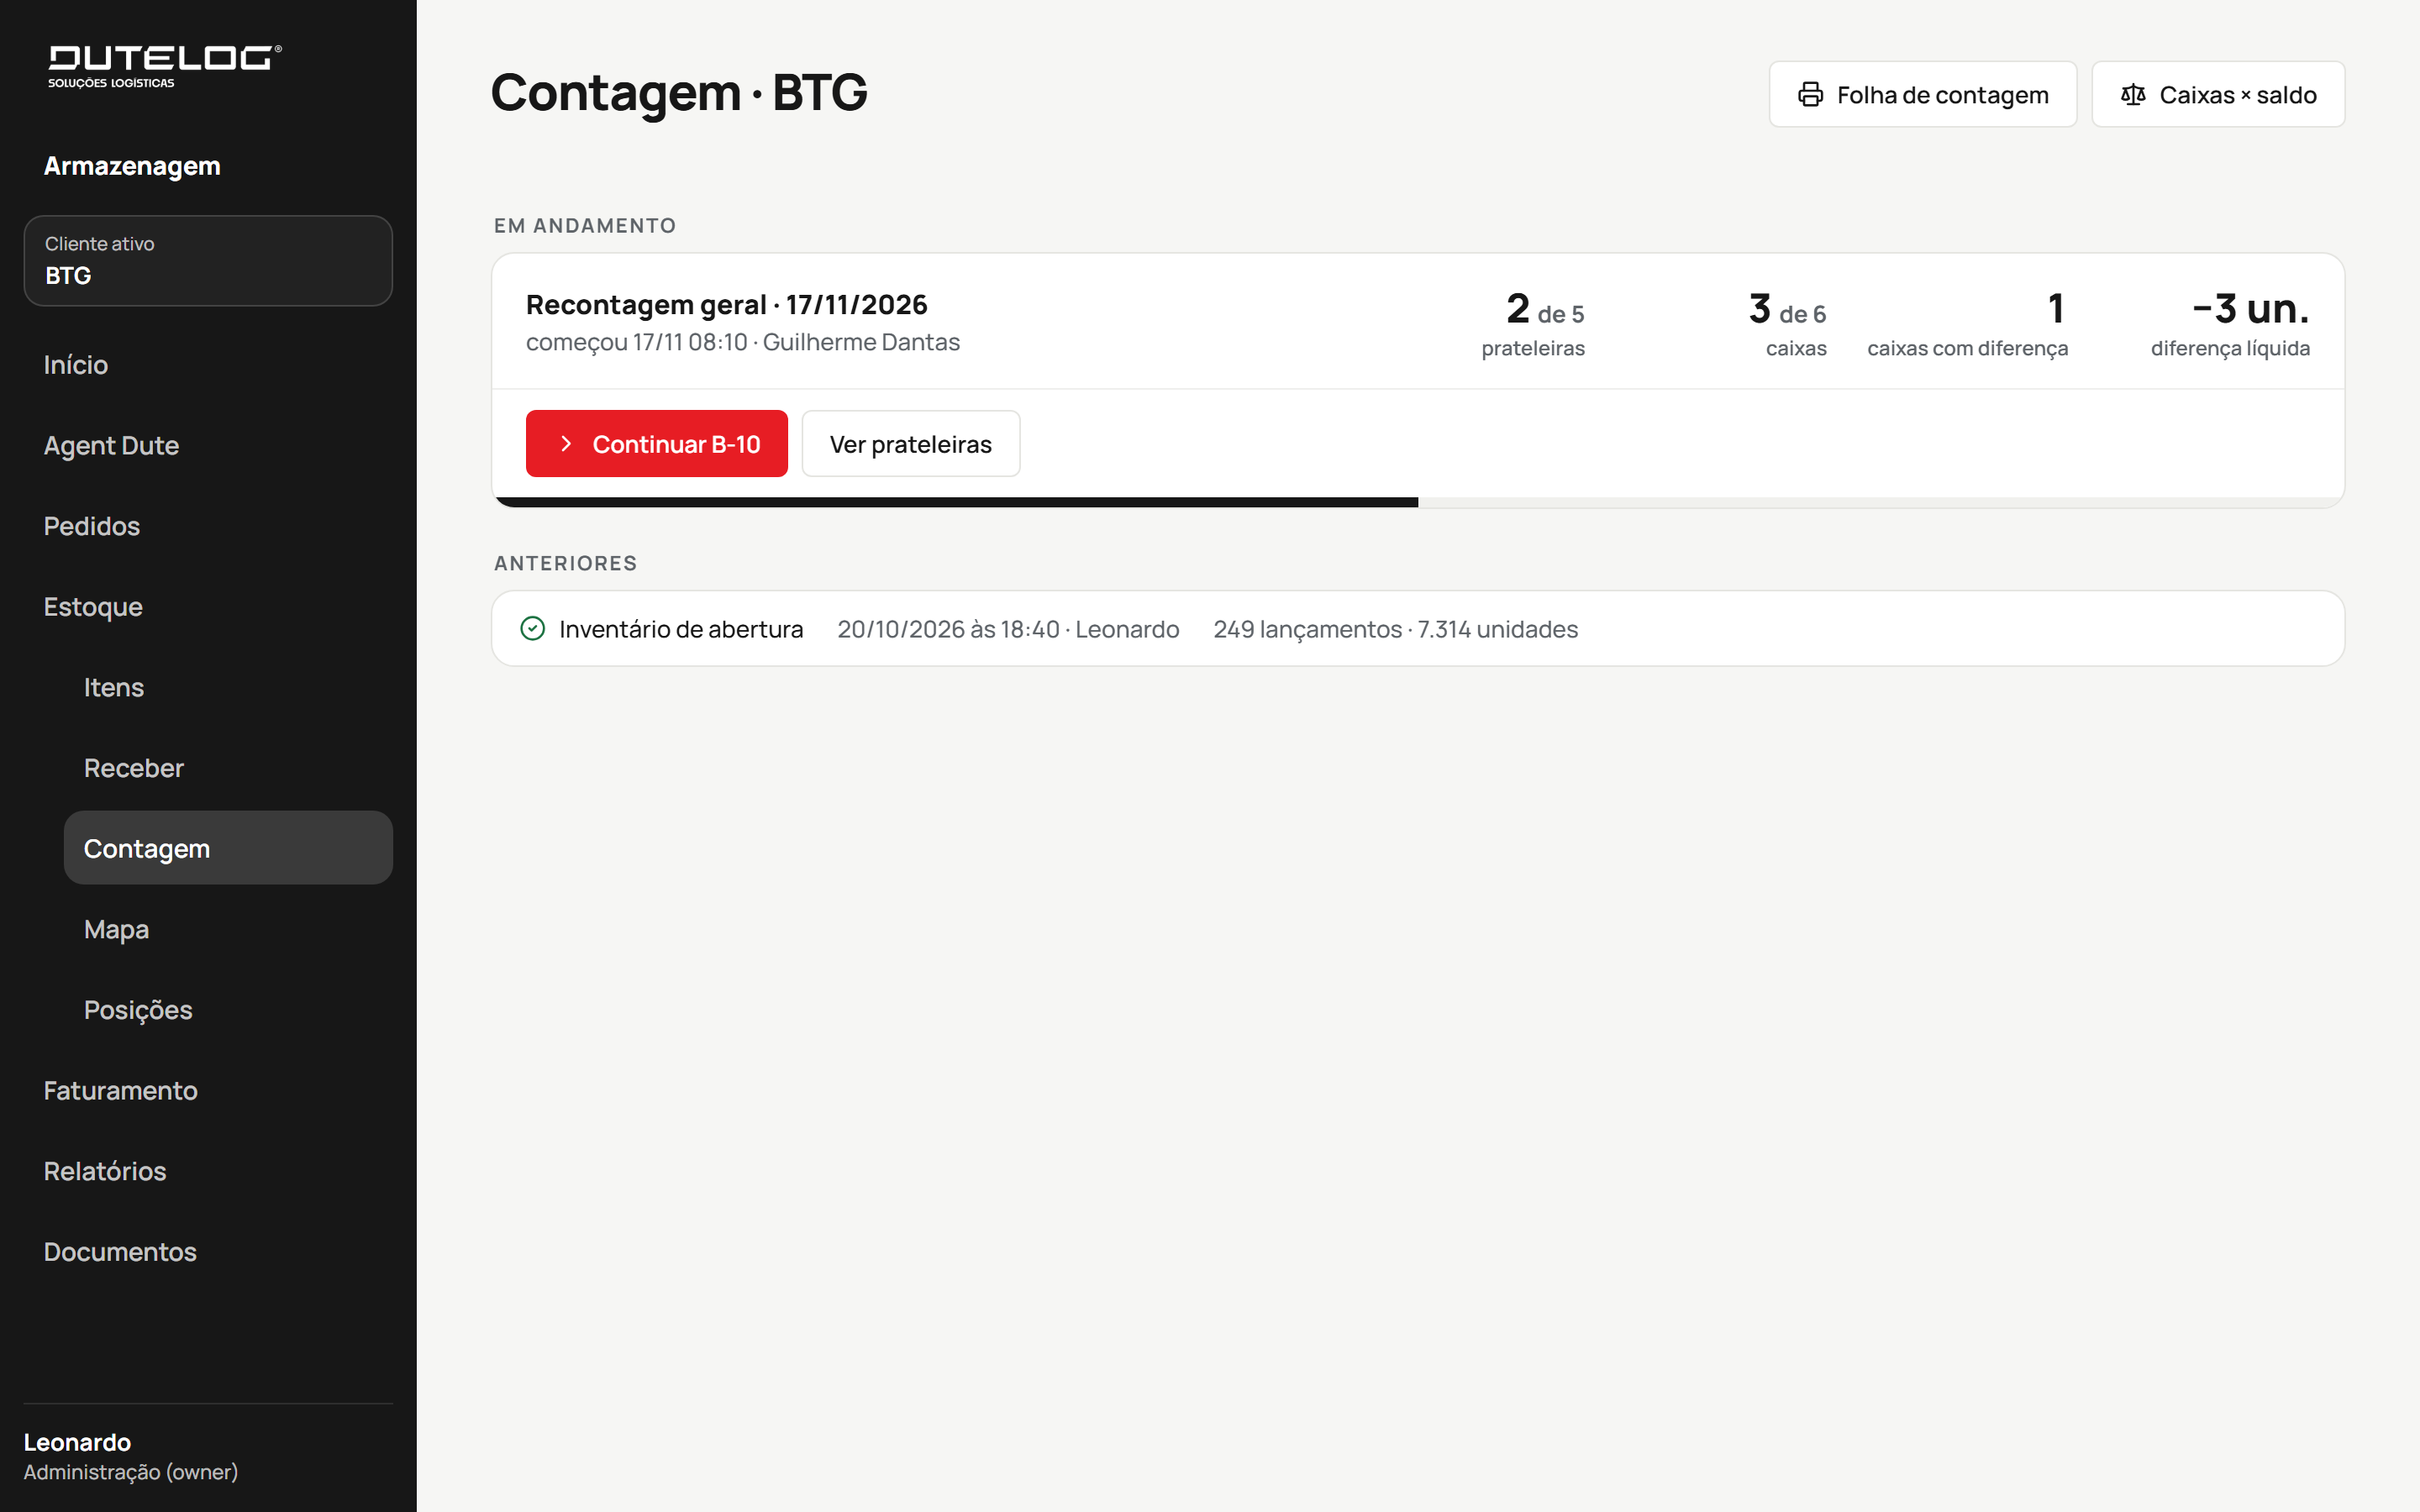 DUTELOG®
SOLUÇÕES LOGÍSTICAS
Armazenagem
Cliente ativo
BTG
Início
Agent Dute
Pedidos
Estoque
Itens
Receber
Contagem
Mapa
Posições
Faturamento
Relatórios
Documentos
Leonardo
Administração (owner)
Contagem · BTG
Folha de contagem
Caixas × saldo
EM ANDAMENTO
Recontagem geral · 17/11/2026
começou 17/11 08:10 · Guilherme Dantas
2 de 5
prateleiras
3 de 6
caixas
1
caixas com diferença
−3 un.
diferença líquida
Continuar B-10
Ver prateleiras
ANTERIORES
Inventário de abertura 20/10/2026 às 18:40 · Leonardo 249 lançamentos · 7.314 unidades